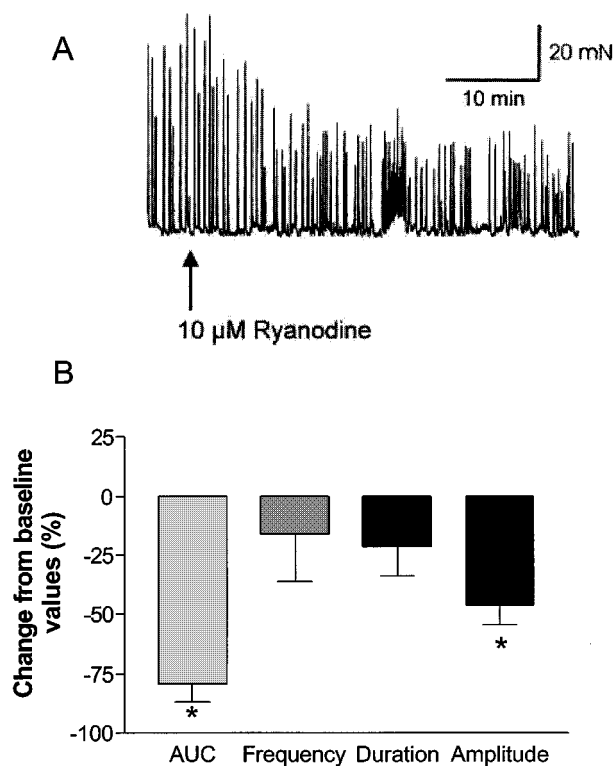 A
20 mN
10 min
10 µM Ryanodine
B
Change from baseline
values (%)
25
0
-25
-50
-75
-100
*
*
AUC Frequency Duration Amplitude